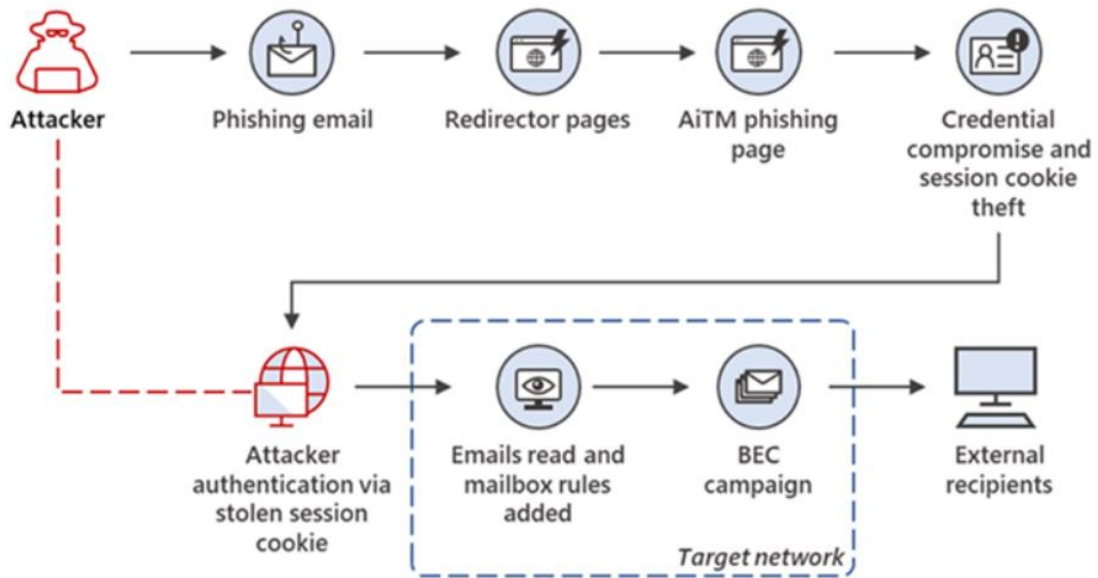 Attacker
Phishing email
Redirector pages
AiTM phishing
page
Credential
compromise and
session cookie
theft
Attacker
authentication via
stolen session
cookie
Emails read and
mailbox rules
added
BEC
campaign
External
recipients
Target network